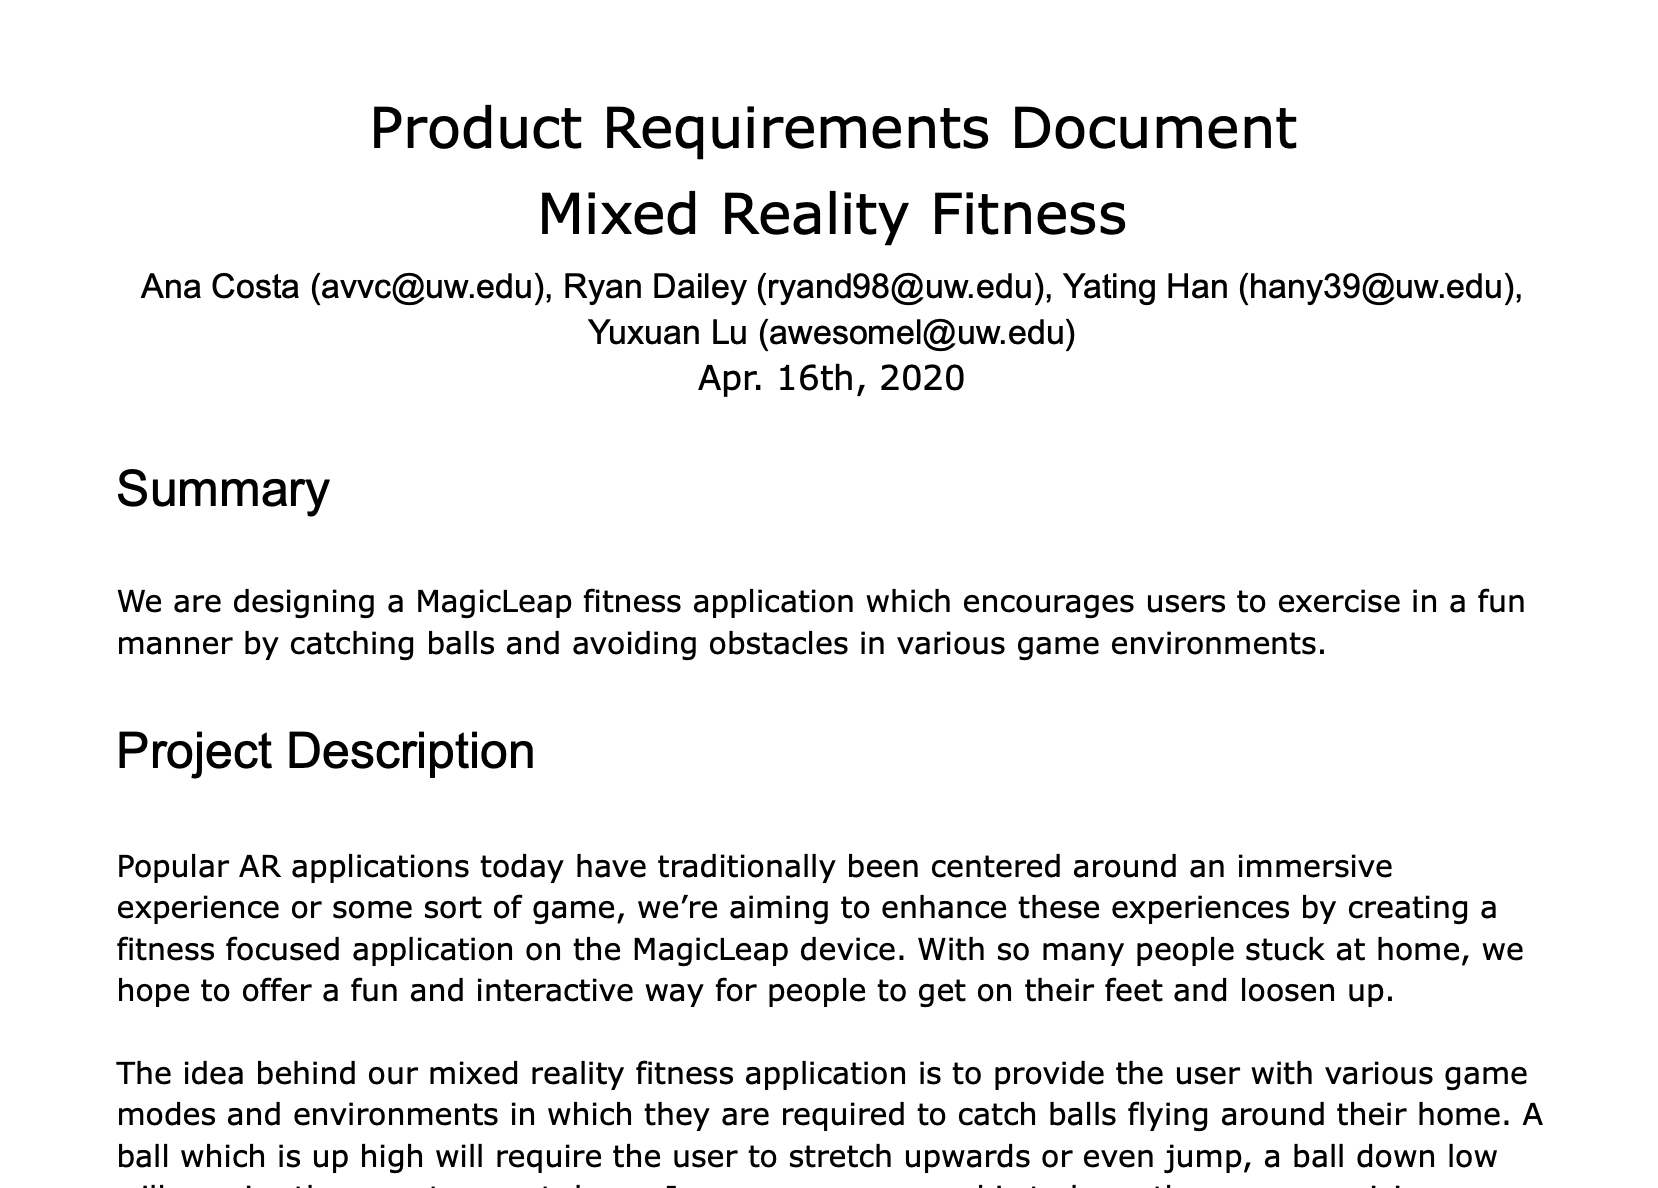 Product Requirements Document
Mixed Reality Fitness
Ana Costa (avvc@uw.edu), Ryan Dailey (ryand98@uw.edu), Yating Han (hany39@uw.edu),
Yuxuan Lu (awesomel@uw.edu)
Apr. 16th, 2020
Summary
We are designing a MagicLeap fitness application which encourages users to exercise in a fun
manner by catching balls and avoiding obstacles in various game environments.
Project Description
Popular AR applications today have traditionally been centered around an immersive
experience or some sort of game, we’re aiming to enhance these experiences by creating a
fitness focused application on the MagicLeap device. With so many people stuck at home, we
hope to offer a fun and interactive way for people to get on their feet and loosen up.
The idea behind our mixed reality fitness application is to provide the user with various game
modes and environments in which they are required to catch balls flying around their home. A
ball which is up high will require the user to stretch upwards or even jump, a ball down low